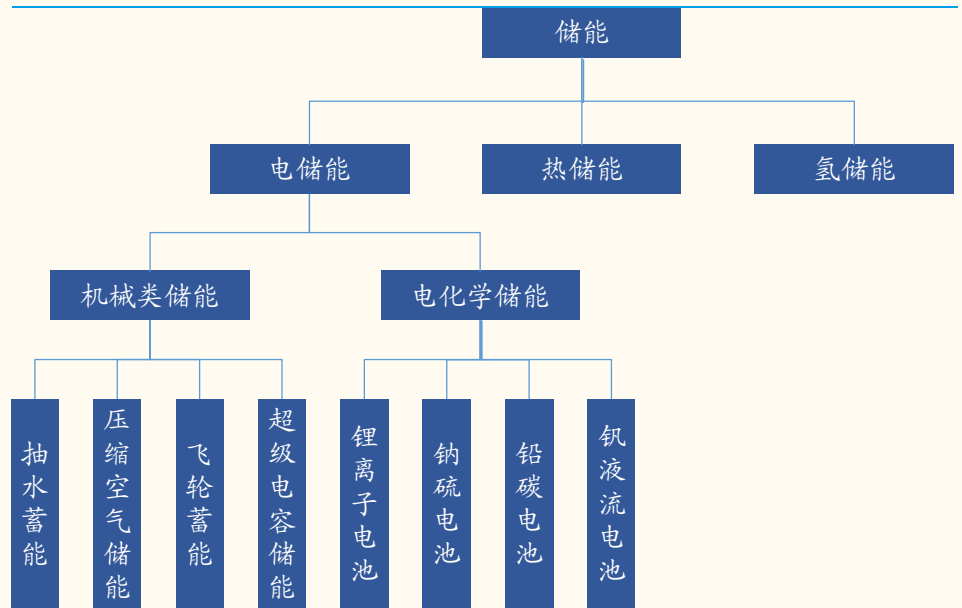 储能
电储能
热储能
氢储能
机械类储能
电化学储能
抽水蓄能
压缩空气储能
飞轮蓄能
超级电容储能
锂离子电池
钠硫电池
铅碳电池
钒液流电池